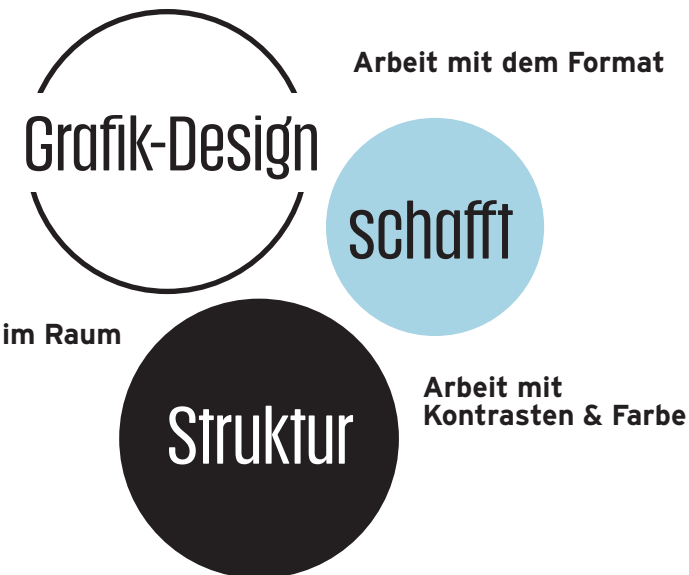 Arbeit mit dem Format
Grafik-Design
schafft
im Raum
Struktur
Arbeit mit
Kontrasten & Farbe